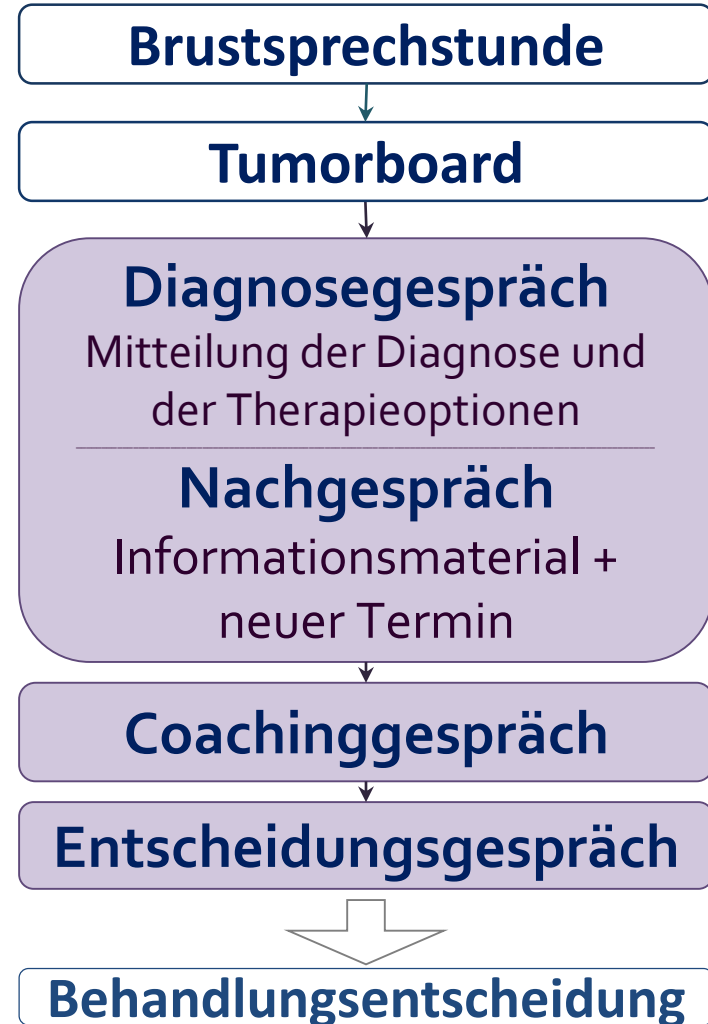 Brustsprechstunde
Tumorboard
Diagnosegespräch
Mitteilung der Diagnose und
der Therapieoptionen
Nachgespräch
Informationsmaterial +
neuer Termin
Coachinggespräch
Entscheidungsgespräch
Behandlungsentscheidung